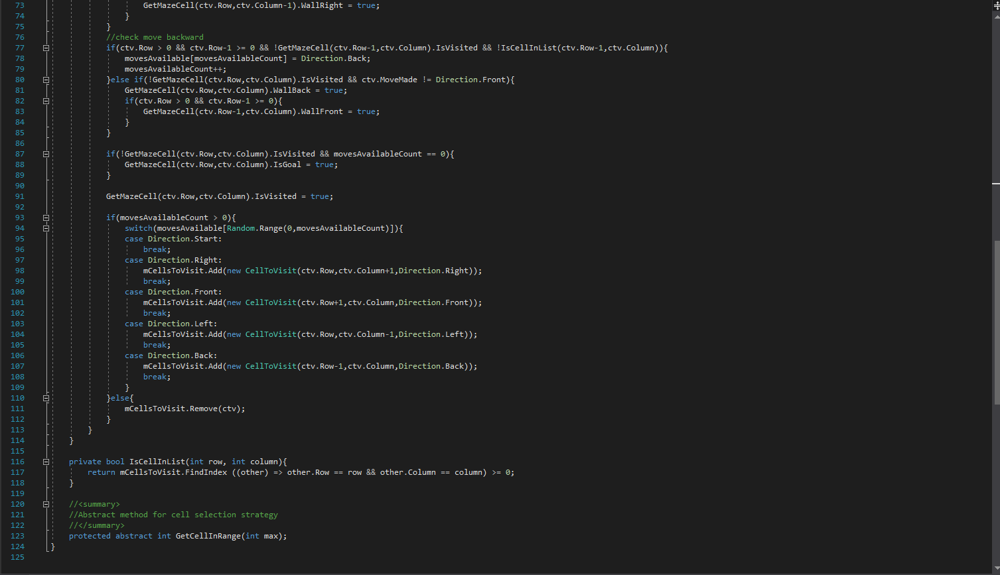 73 GetMazeCell(ctv.Row,ctv.Column-1).WallRight = true;
74 }
75 }
76 //check move backward
77 if(ctv.Row > 0 && ctv.Row-1 >= 0 && !GetMazeCell(ctv.Row-1,ctv.Column).IsVisited && !IsCellInList(ctv.Row-1,ctv.Column)){
78 movesAvailable[movesAvailableCount] = Direction.Back;
79 movesAvailableCount++;
80 }else if(!GetMazeCell(ctv.Row,ctv.Column).IsVisited && ctv.MoveMade != Direction.Front){
81 GetMazeCell(ctv.Row,ctv.Column).WallBack = true;
82 if(ctv.Row > 0 && ctv.Row-1 >= 0){
83 GetMazeCell(ctv.Row-1,ctv.Column).WallFront = true;
84 }
85 }
86
87 if(!GetMazeCell(ctv.Row,ctv.Column).IsVisited && movesAvailableCount == 0){
88 GetMazeCell(ctv.Row,ctv.Column).IsGoal = true;
89 }
90
91 GetMazeCell(ctv.Row,ctv.Column).IsVisited = true;
92
93 if(movesAvailableCount > 0){
94 switch(movesAvailable[Random.Range(0,movesAvailableCount)]){
95 case Direction.Start:
96 break;
97 case Direction.Right:
98 mCellsToVisit.Add(new CellToVisit(ctv.Row,ctv.Column+1,Direction.Right));
99 break;
100 case Direction.Front:
101 mCellsToVisit.Add(new CellToVisit(ctv.Row+1,ctv.Column,Direction.Front));
102 break;
103 case Direction.Left:
104 mCellsToVisit.Add(new CellToVisit(ctv.Row,ctv.Column-1,Direction.Left));
105 break;
106 case Direction.Back:
107 mCellsToVisit.Add(new CellToVisit(ctv.Row-1,ctv.Column,Direction.Back));
108 break;
109 }
110 }else{
111 mCellsToVisit.Remove(ctv);
112 }
113 }
114 }
115
116 private bool IsCellInList(int row, int column){
117 return mCellsToVisit.FindIndex ((other) => other.Row == row && other.Column == column) >= 0;
118 }
119
120 //<summary>
121 //Abstract method for cell selection strategy
122 //</summary>
123 protected abstract int GetCellInRange(int max);
124 }
125